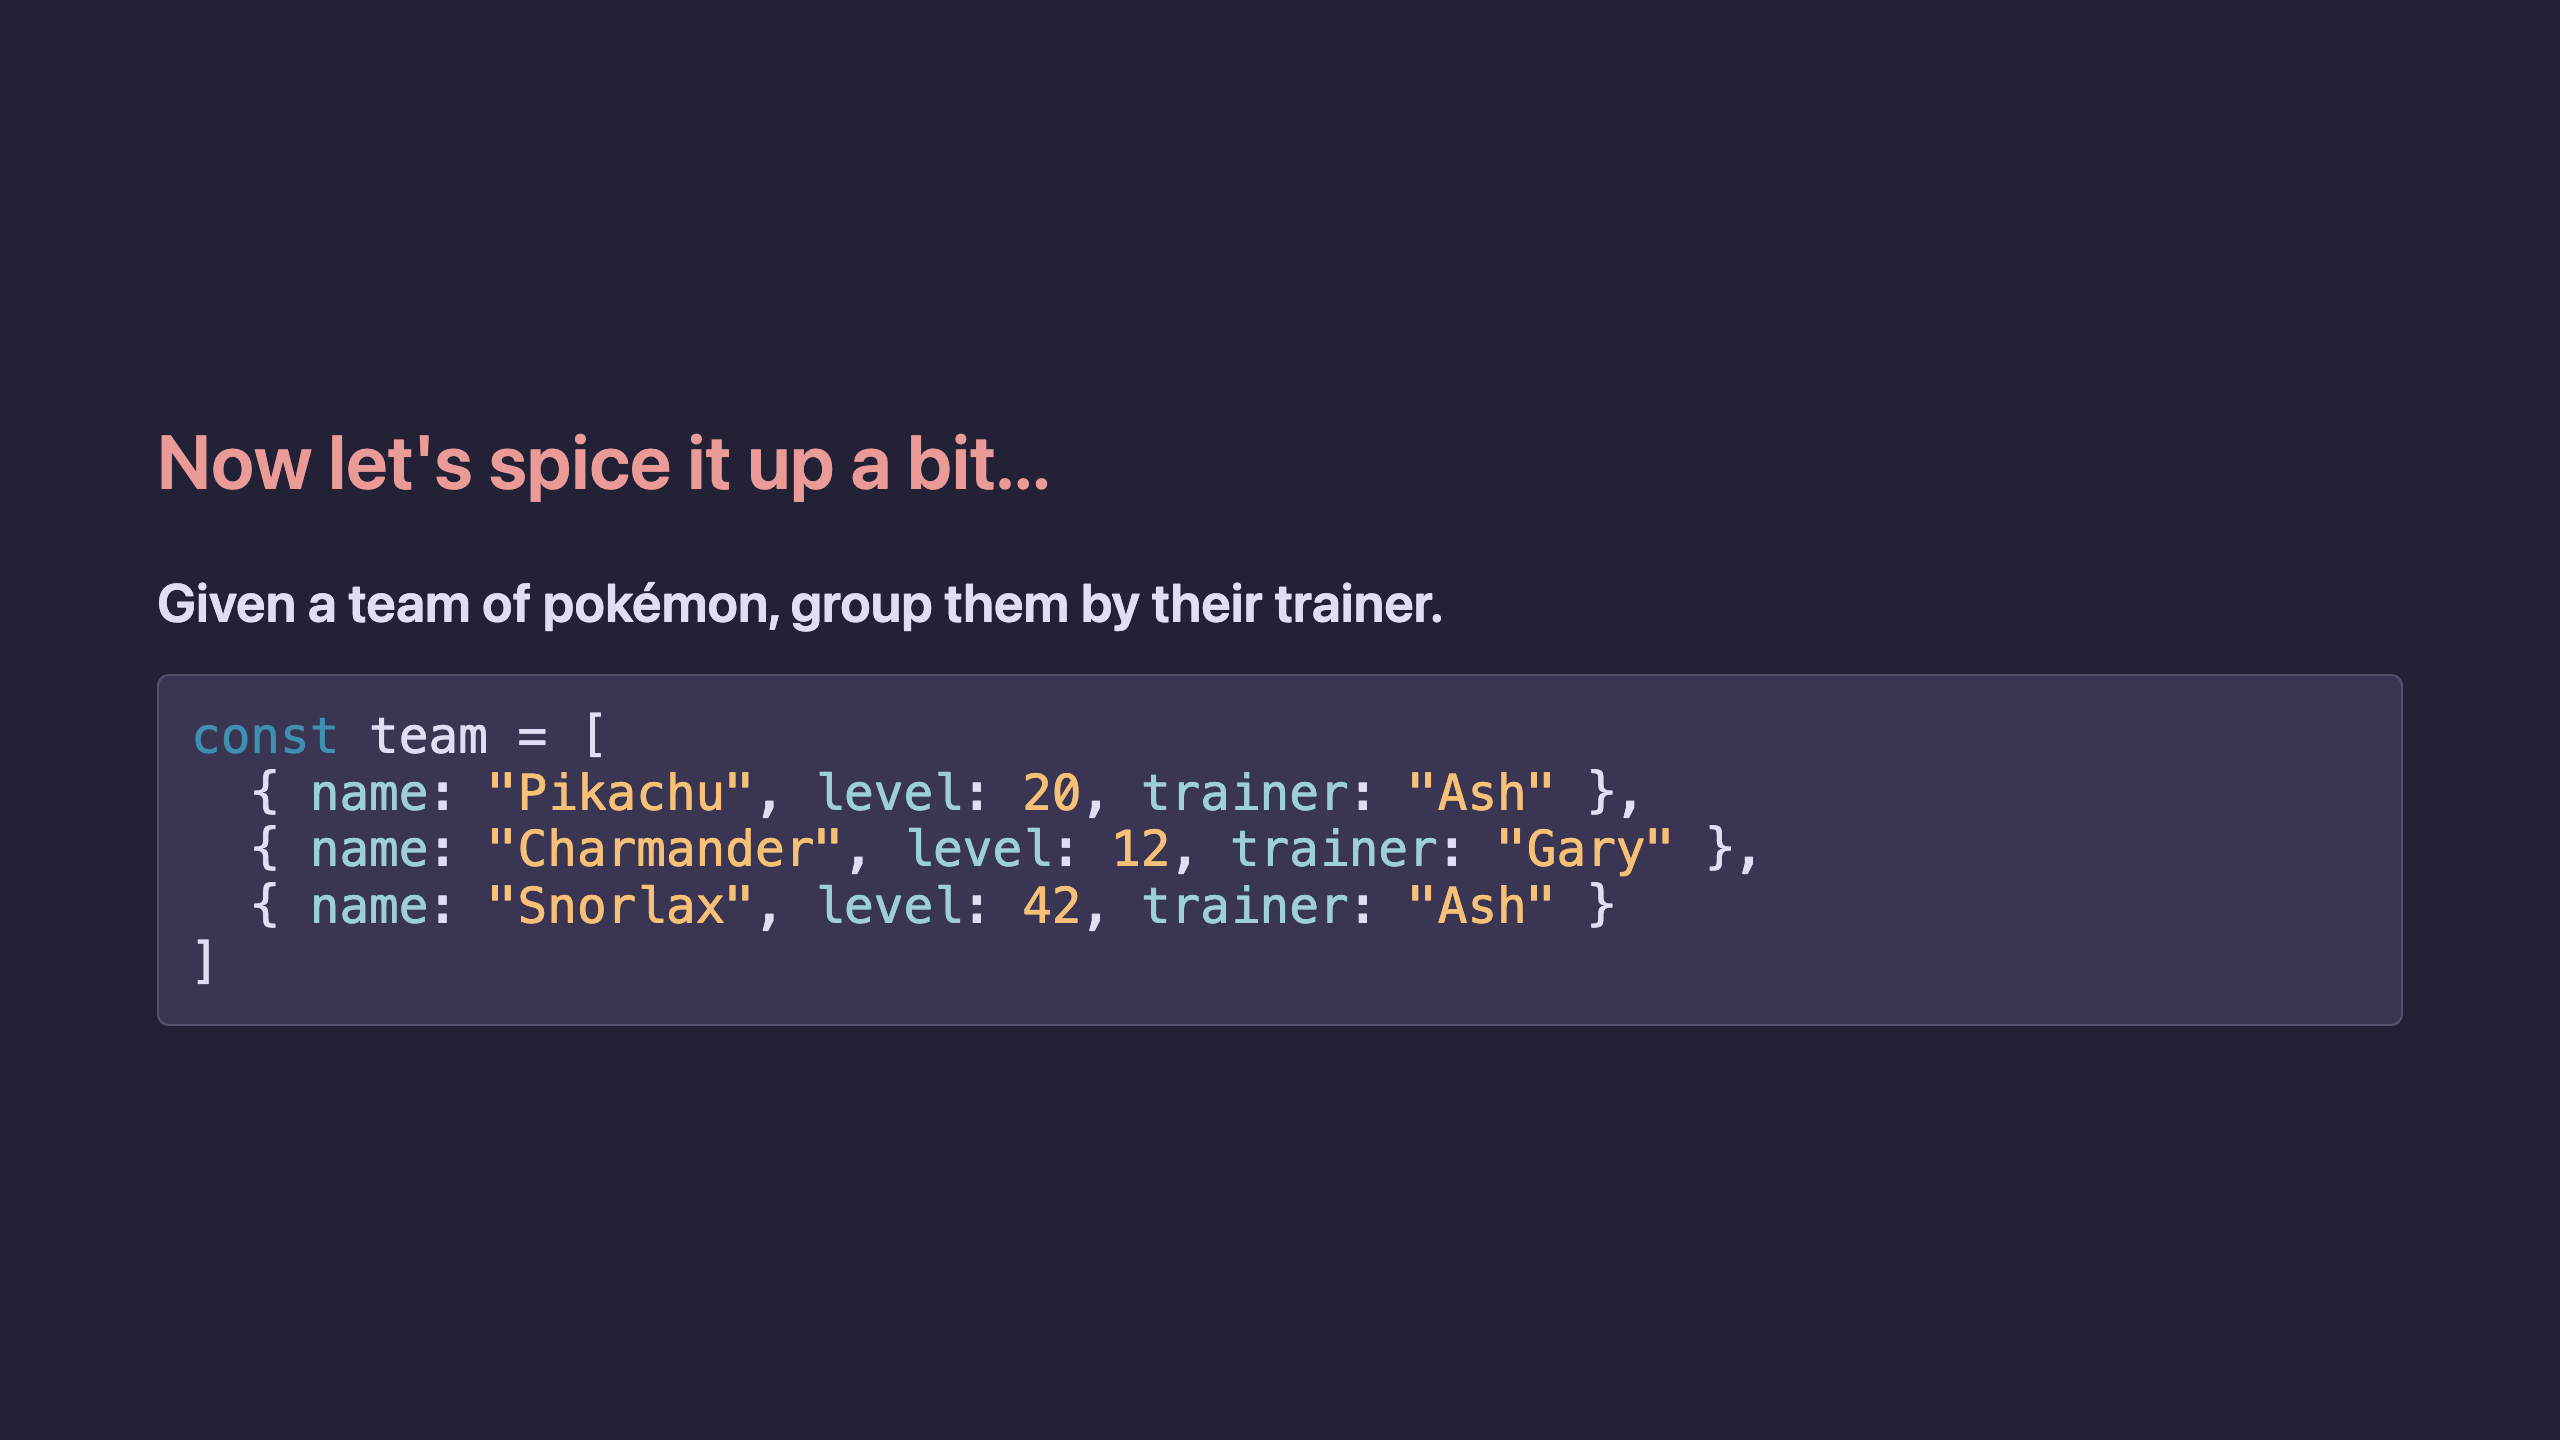 Now let's spice it up a bit...
Given a team of pokémon, group them by their trainer.
const team = [
  { name: "Pikachu", level: 20, trainer: "Ash" },
  { name: "Charmander", level: 12, trainer: "Gary" },
  { name: "Snorlax", level: 42, trainer: "Ash" }
]